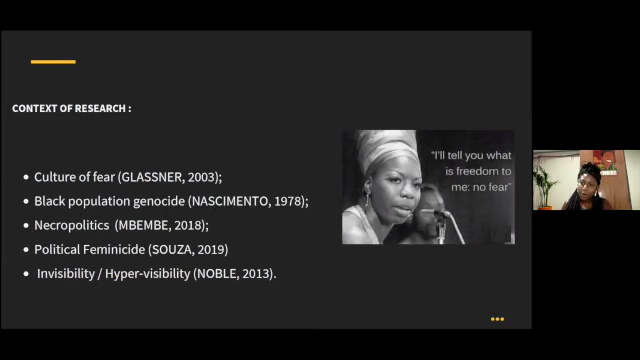 CONTEXT OF RESEARCH :
Culture of fear (GLASSNER, 2003);
Black population genocide (NASCIMENTO, 1978);
Necropolitics (MBEMBE, 2018);
Political Feminicide (SOUZA, 2019)
Invisibility / Hyper-visibility (NOBLE, 2013).
"I'll tell you what
is freedom to
me: no fear"